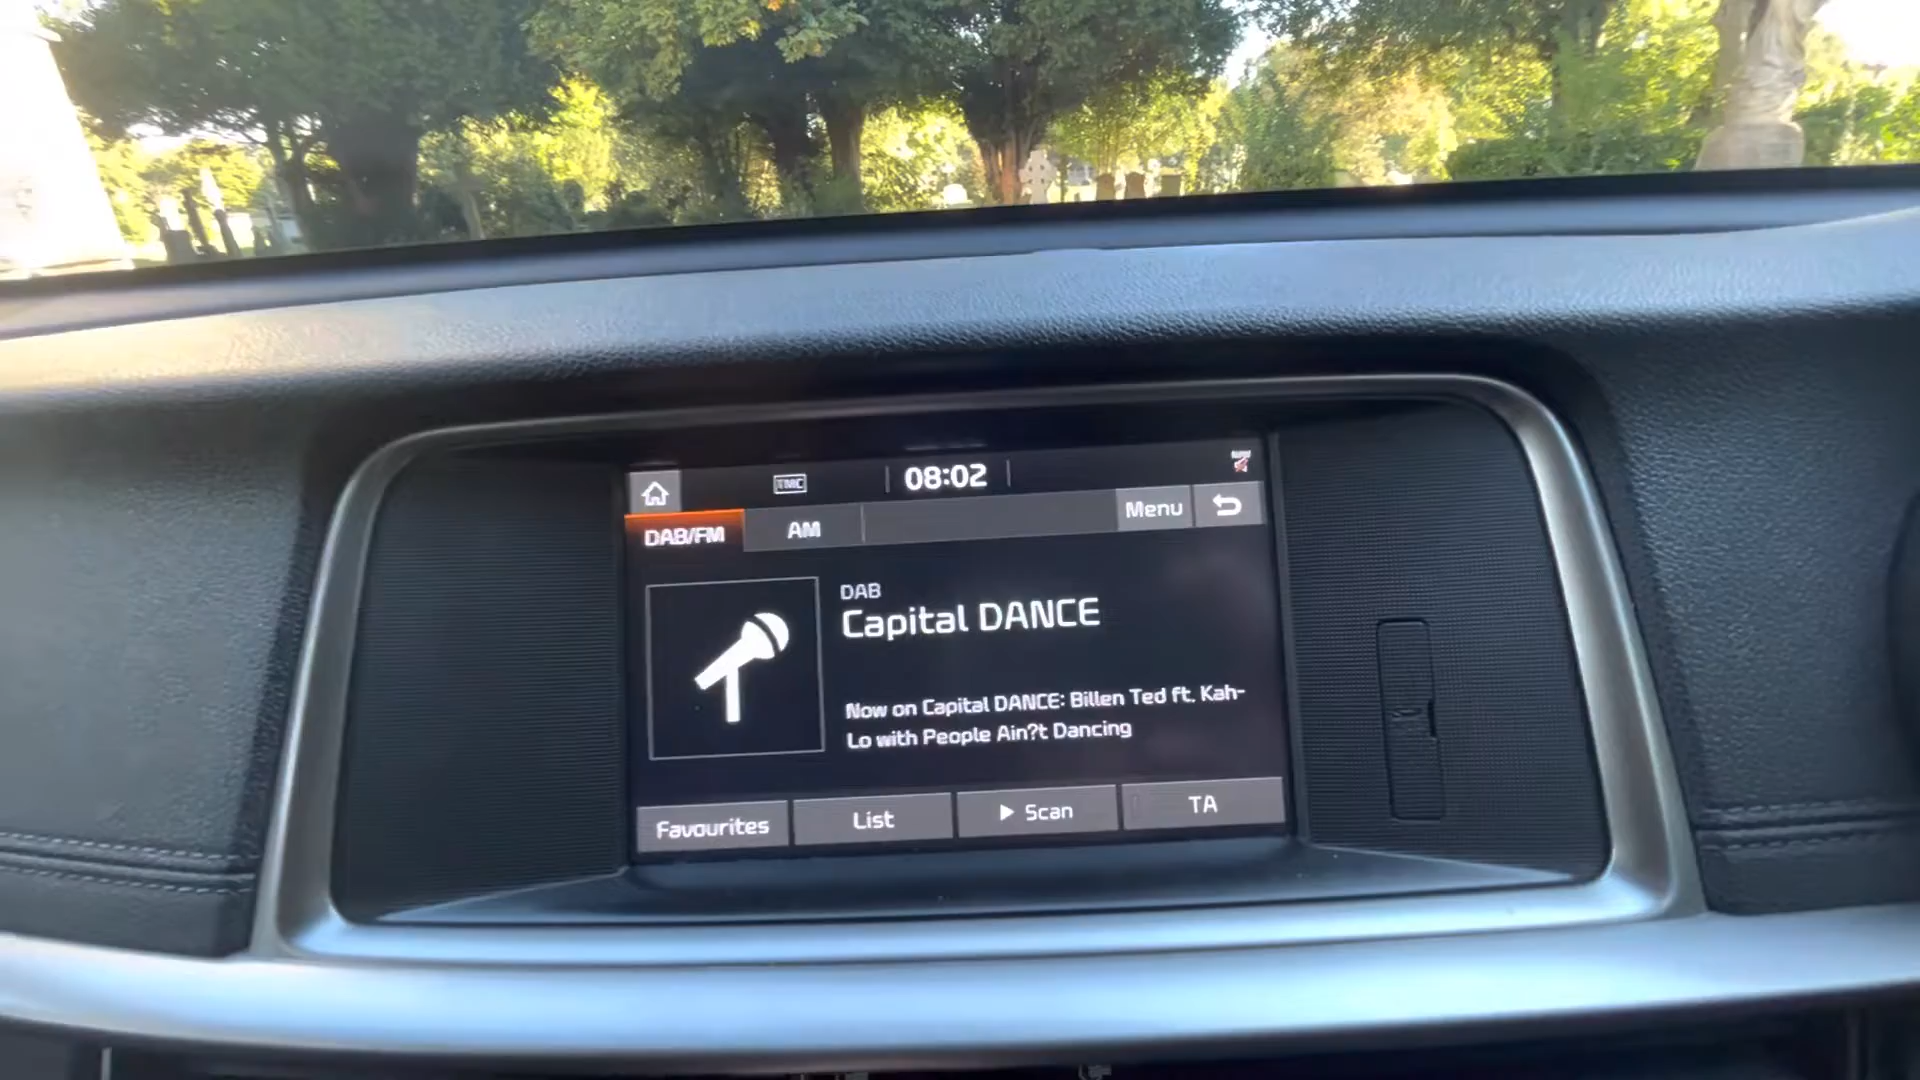 TMC
08:02
DAB/FM
AM
Menu
DAB
Capital DANCE
Now on Capital DANCE: Billen Ted ft. Kah-
Lo with People Ain?t Dancing
Favourites
List
Scan
TA